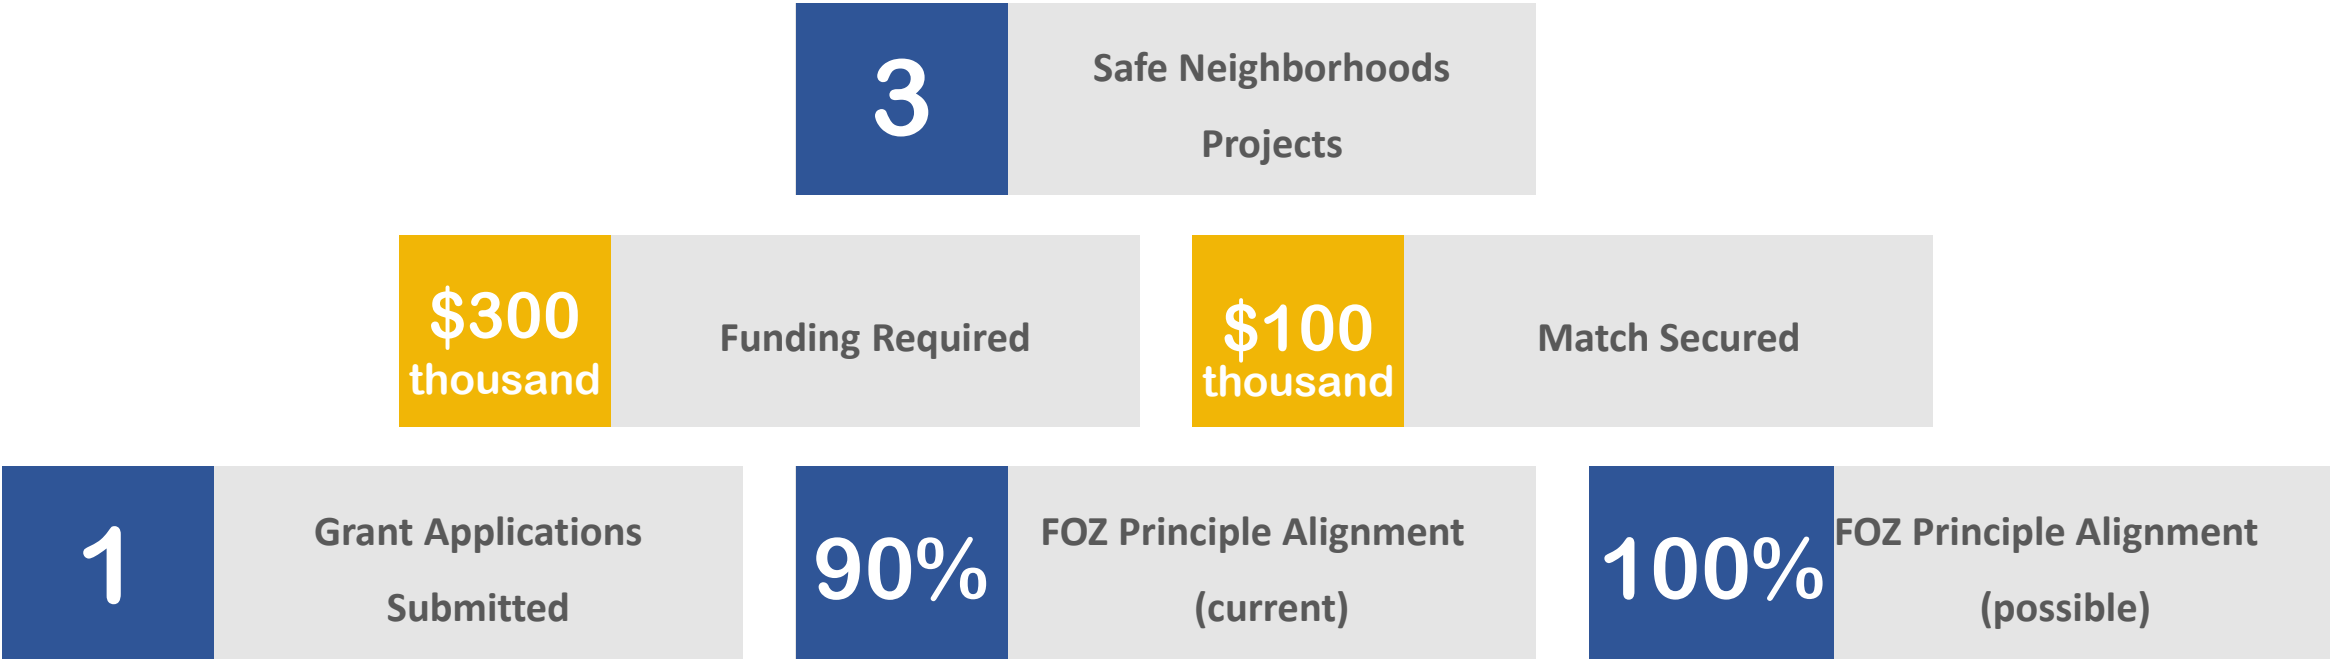 3
Safe Neighborhoods
Projects
$300
thousand
Funding Required
$100
thousand
Match Secured
1
Grant Applications
Submitted
90%
FOZ Principle Alignment
(current)
100%
FOZ Principle Alignment
(possible)